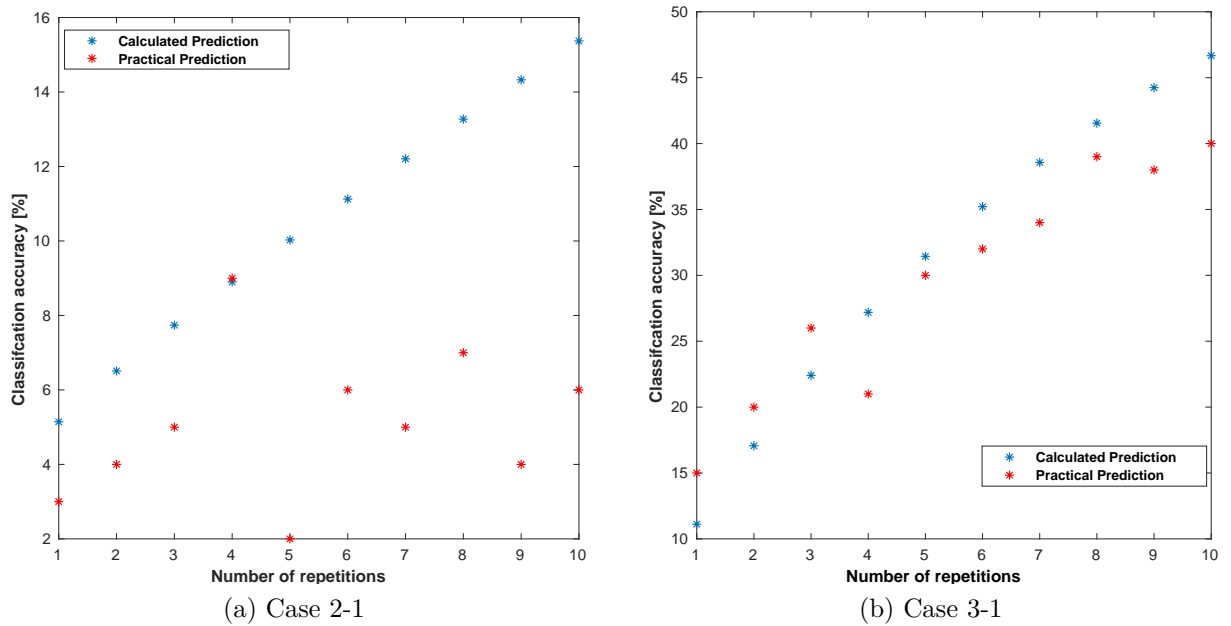 16
14
12
10
8
6
4
2
Classifcation accuracy [%]
Calculated Prediction
Practical Prediction
1 2 3 4 5 6 7 8 9 10
Number of repetitions
(a) Case 2-1
50
45
40
35
30
25
20
15
10
Classifcation accuracy [%]
Calculated Prediction
Practical Prediction
1 2 3 4 5 6 7 8 9 10
Number of repetitions
(b) Case 3-1